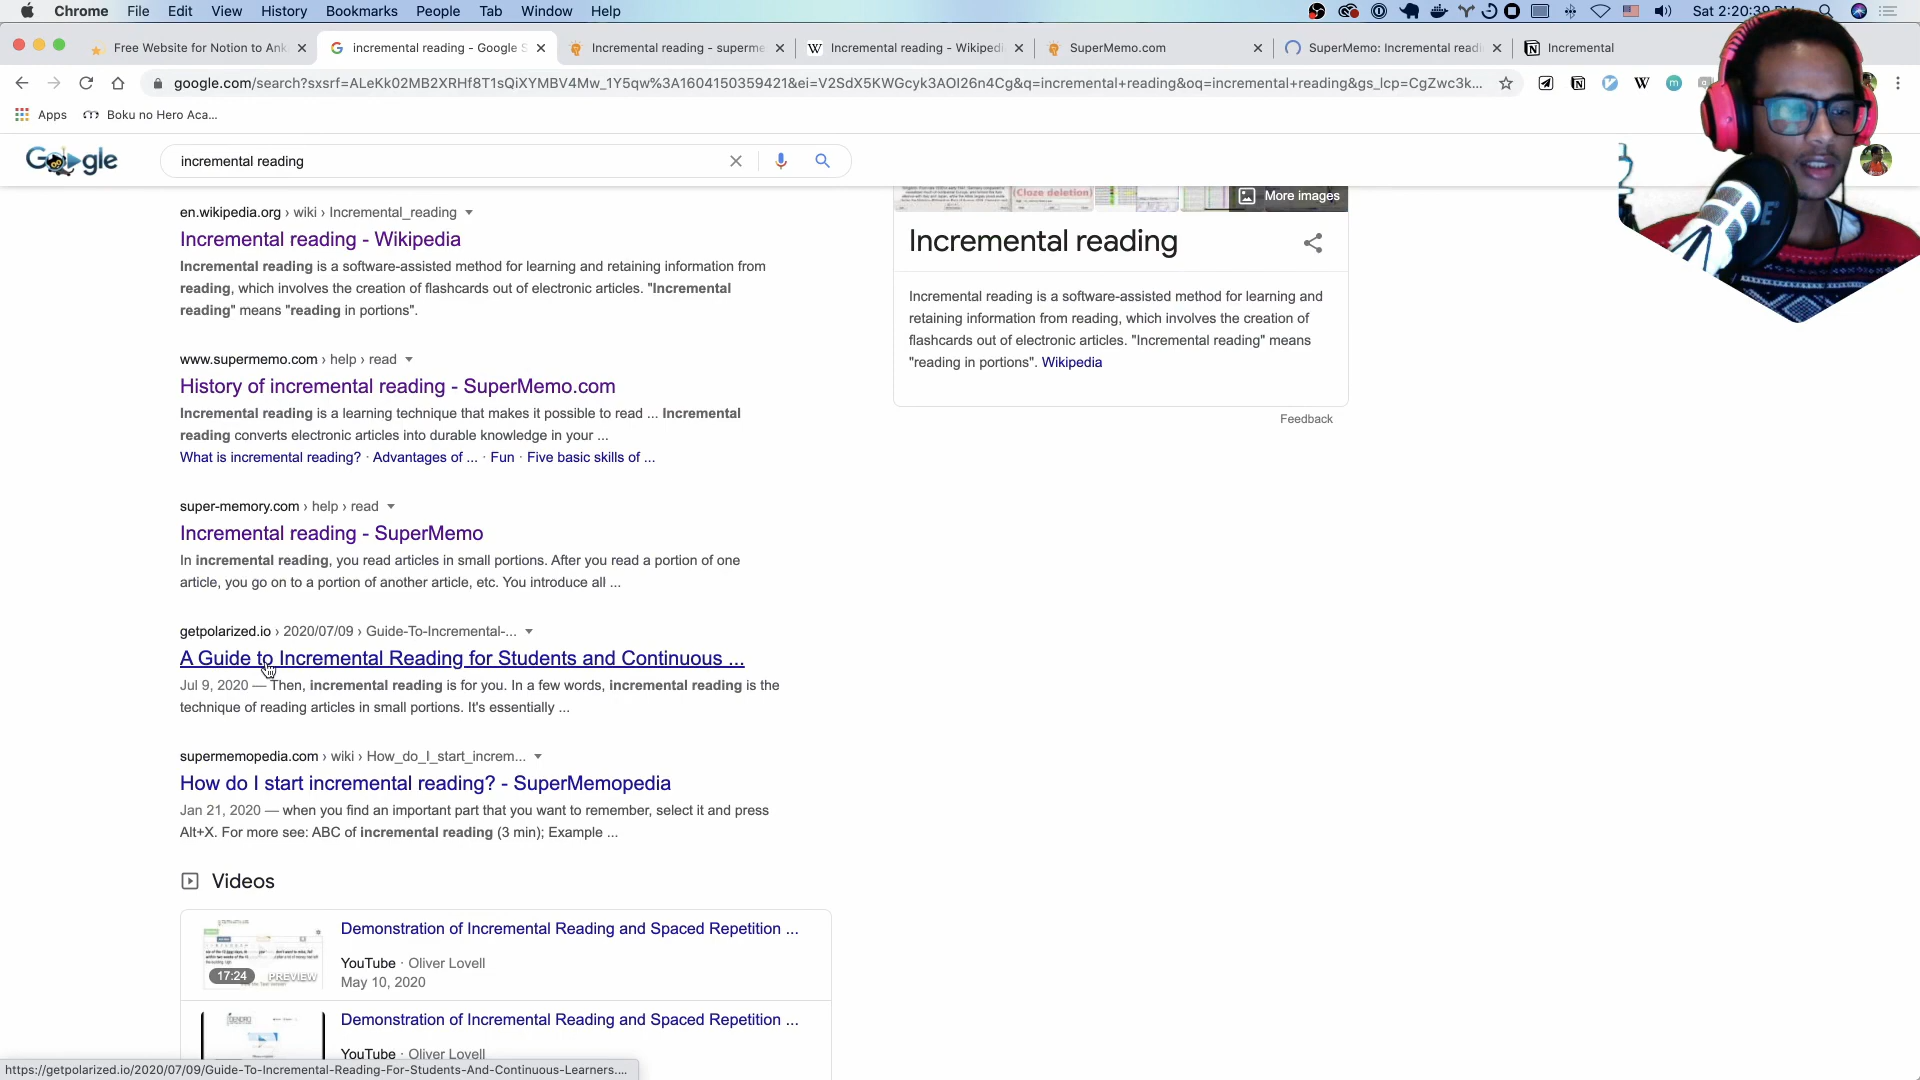 Chrome File Edit View History Bookmarks People Tab Window Help
Sat 2:20:39
Free Website for Notion to Ank
incremental reading - Google S
Incremental reading - superme
Incremental reading - Wikipedi
SuperMemo.com
SuperMemo: Incremental readi
Incremental
google.com/search?sxsrf=ALeKk02MB2XRHf8T1sQiXYMBV4Mw_1Y5qw%3A1604150359421&ei=V2SdX5KWGcyk3AOI26n4Cg&q=incremental+reading&oq=incremental+reading&gs_lcp=CgZwc3k...
Apps Boku no Hero Aca...
incremental reading
en.wikipedia.org › wiki › Incremental_reading
Incremental reading - Wikipedia
Incremental reading is a software-assisted method for learning and retaining information from
reading, which involves the creation of flashcards out of electronic articles. "Incremental
reading" means "reading in portions".
www.supermemo.com › help › read
History of incremental reading - SuperMemo.com
Incremental reading is a learning technique that makes it possible to read ... Incremental
reading converts electronic articles into durable knowledge in your ...
What is incremental reading? · Advantages of ... · Fun · Five basic skills of ...
super-memory.com › help › read
Incremental reading - SuperMemo
In incremental reading, you read articles in small portions. After you read a portion of one
article, you go on to a portion of another article, etc. You introduce all ...
getpolarized.io › 2020/07/09 › Guide-To-Incremental-...
A Guide to Incremental Reading for Students and Continuous ...
Jul 9, 2020 — Then, incremental reading is for you. In a few words, incremental reading is the
technique of reading articles in small portions. It's essentially ...
supermemopedia.com › wiki › How_do_I_start_increm...
How do I start incremental reading? - SuperMemopedia
Jan 21, 2020 — when you find an important part that you want to remember, select it and press
Alt+X. For more see: ABC of incremental reading (3 min); Example ...
Videos
Demonstration of Incremental Reading and Spaced Repetition ...
17:24 PREVIEW
YouTube · Oliver Lovell
May 10, 2020
Demonstration of Incremental Reading and Spaced Repetition ...
YouTube · Oliver Lovell
https://getpolarized.io/2020/07/09/Guide-To-Incremental-Reading-For-Students-And-Continuous-Learners....
(Cloze deletion)
More images
Incremental reading
Incremental reading is a software-assisted method for learning and
retaining information from reading, which involves the creation of
flashcards out of electronic articles. "Incremental reading" means
"reading in portions". Wikipedia
Feedback